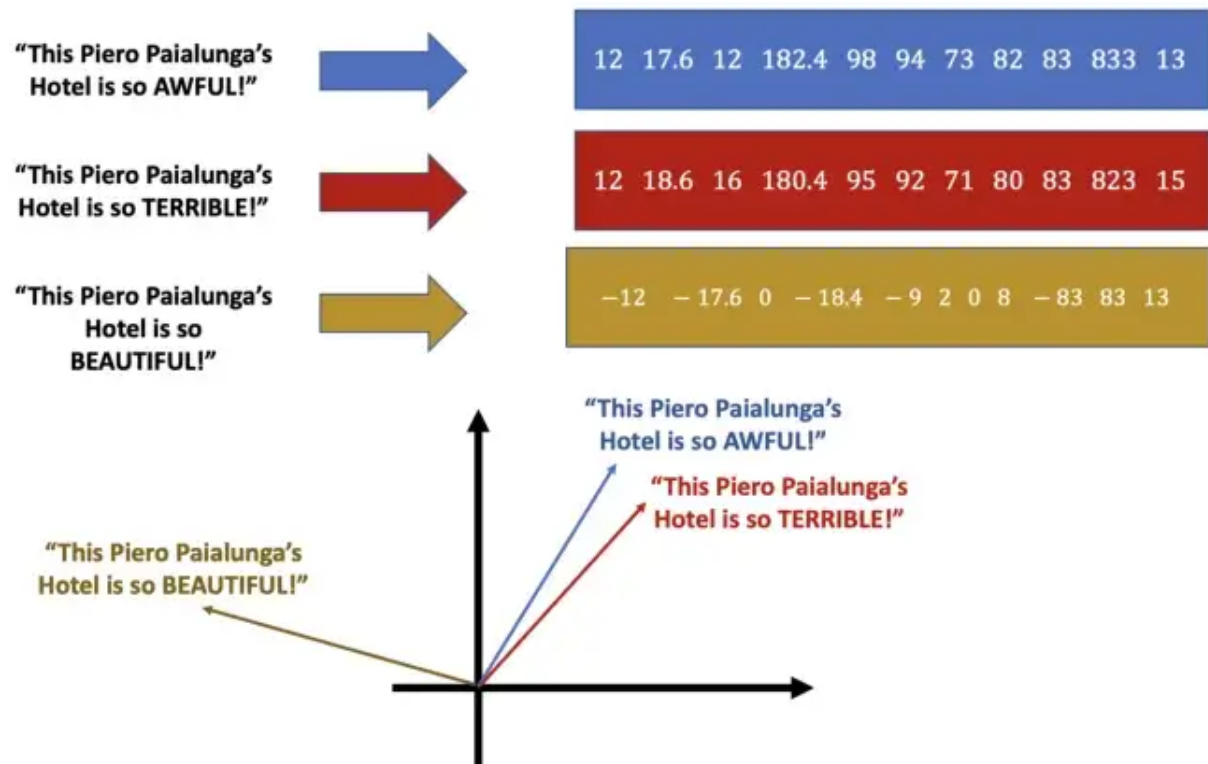 “This Piero Paialunga’s
Hotel is so AWFUL!”
12 17.6 12 182.4 98 94 73 82 83 833 13
“This Piero Paialunga’s
Hotel is so TERRIBLE!”
12 18.6 16 180.4 95 92 71 80 83 823 15
“This Piero Paialunga’s
Hotel is so
BEAUTIFUL!”
−12 − 17.6 0 − 18.4 − 9 2 0 8 − 83 83 13
“This Piero Paialunga’s
Hotel is so AWFUL!”
“This Piero Paialunga’s
Hotel is so TERRIBLE!”
“This Piero Paialunga’s
Hotel is so BEAUTIFUL!”